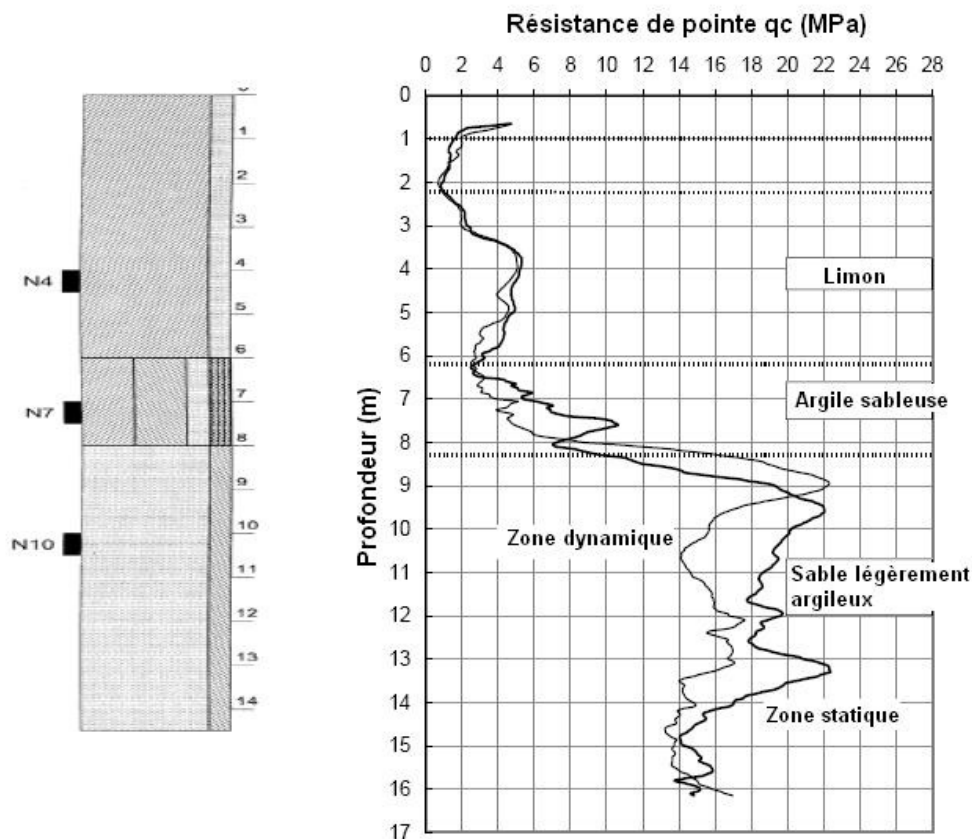 Résistance de pointe qc (MPa)
0 2 4 6 8 10 12 14 16 18 20 22 24 26 28
Profondeur (m)
0
1
2
3
4
5
6
7
8
9
10
11
12
13
14
15
16
17
Limon
Argile sableuse
Zone dynamique
Sable légèrement
argileux
Zone statique
N4
N7
N10
1
2
3
4
5
6
7
8
9
10
11
12
13
14